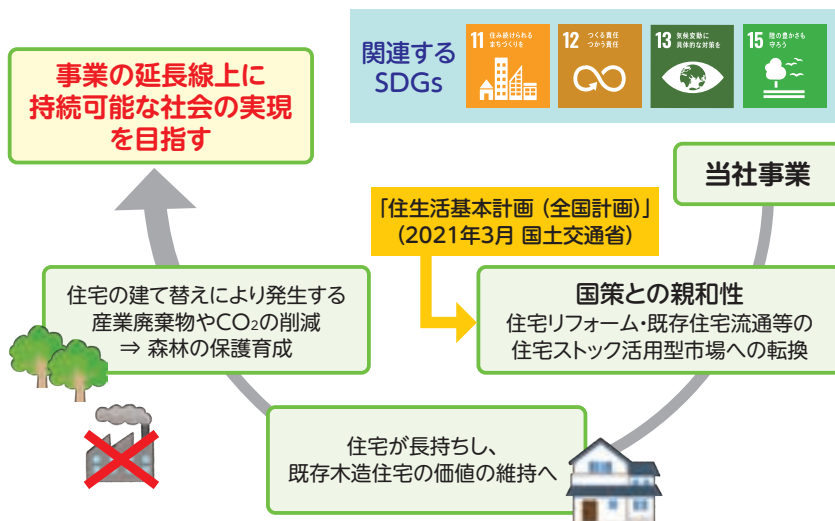 事業の延長線上に
持続可能な社会の実現
を目指す
関連する
SDGs
11 住み続けられる
まちづくりを
12 つくる責任
つかう責任
13 気候変動に
具体的な対策を
15 陸の豊かさも
守ろう
当社事業
「住生活基本計画（全国計画）」
（2021年3月 国土交通省）
国策との親和性
住宅リフォーム・既存住宅流通等の
住宅ストック活用型市場への転換
住宅の建て替えにより発生する
産業廃棄物やCO₂の削減
⇒ 森林の保護育成
住宅が長持ちし、
既存木造住宅の価値の維持へ